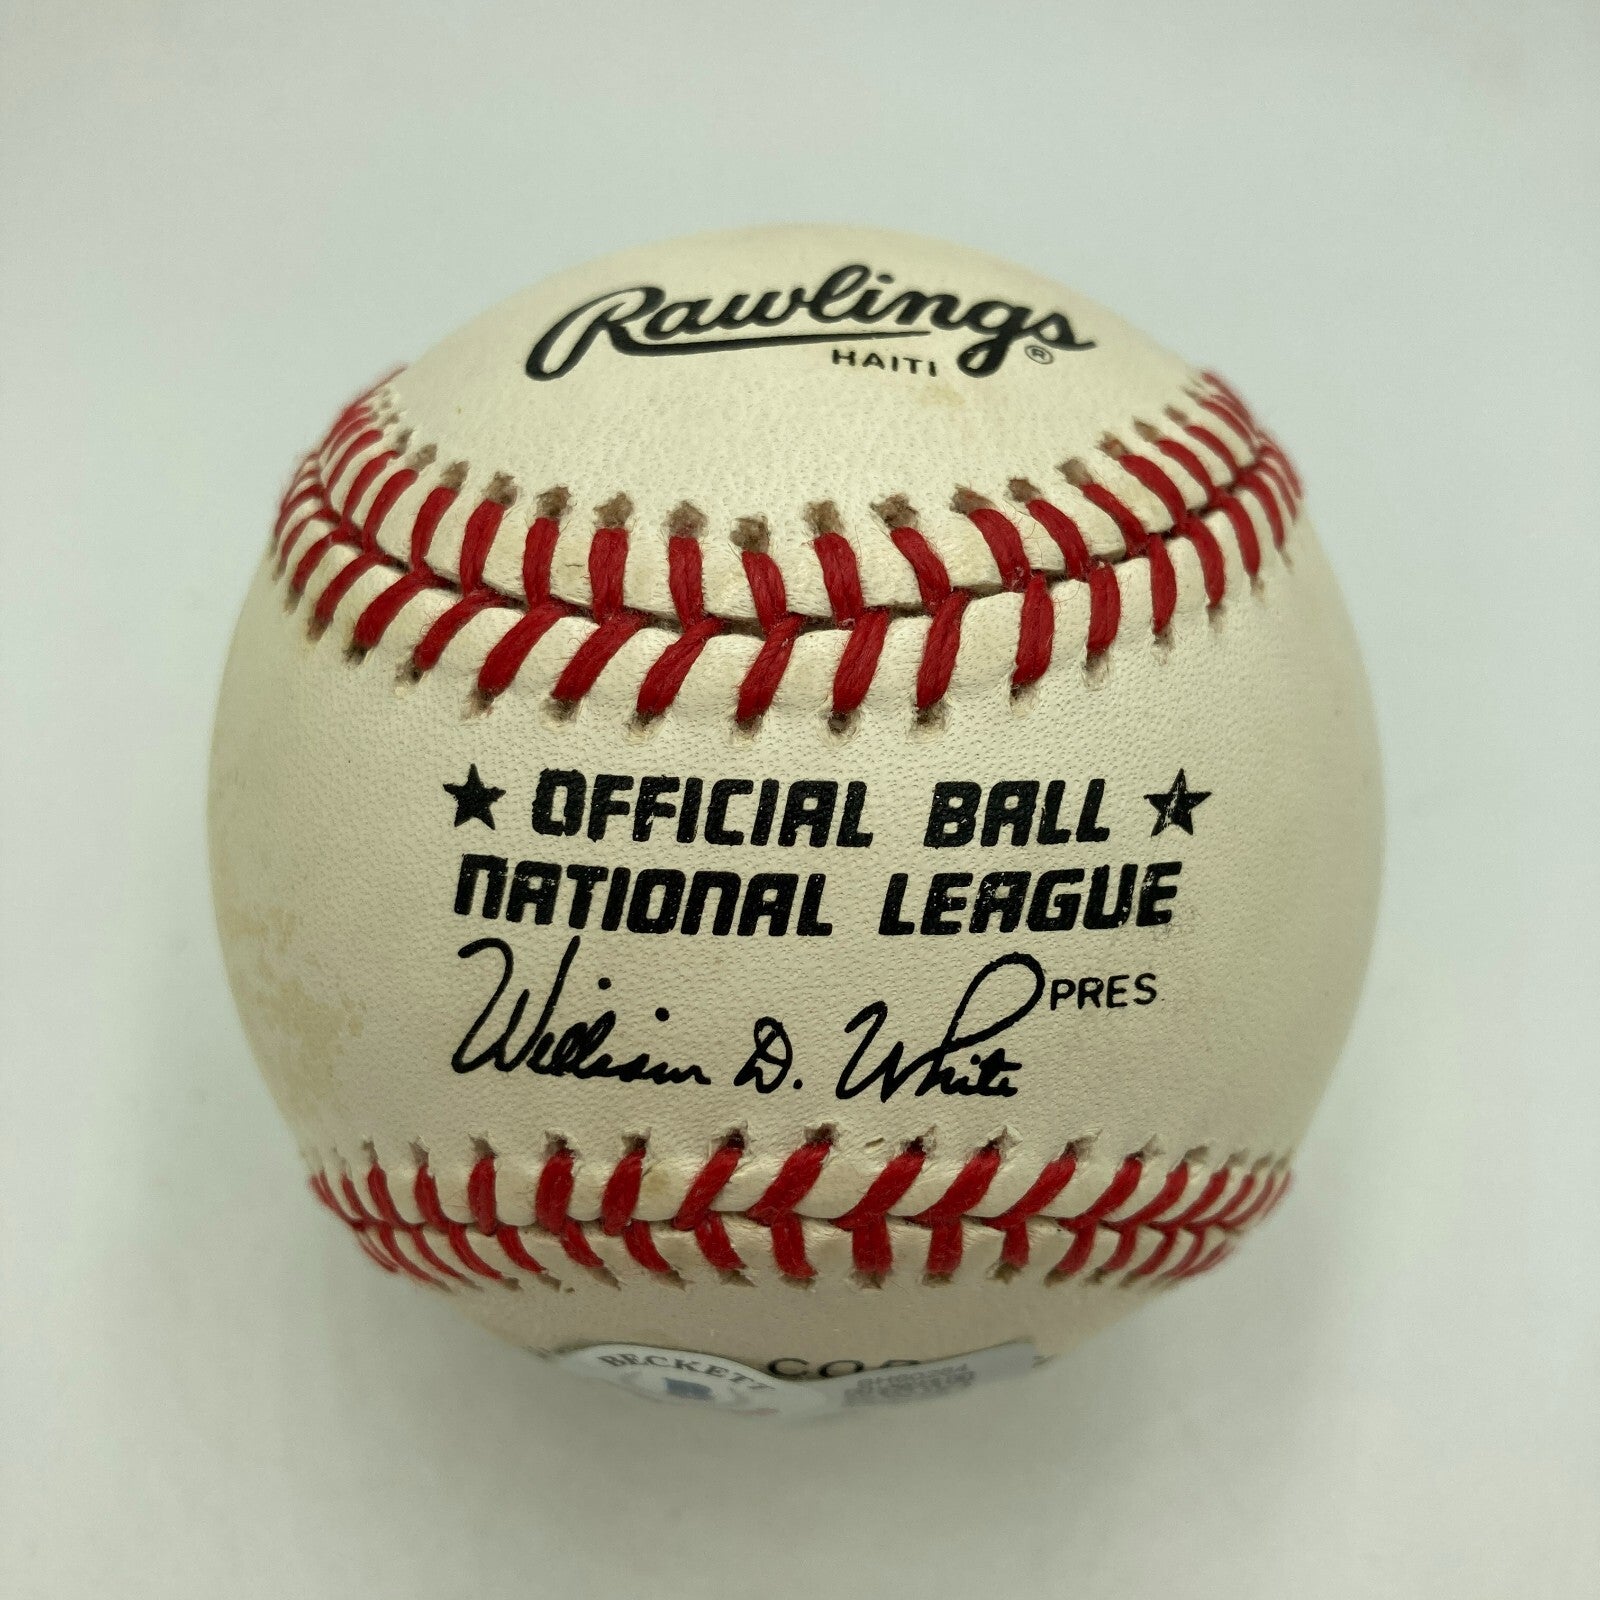 Rawlings ®
HAITI
★ OFFICIAL BALL ★
NATIONAL LEAGUE
William D. White PRES
BECKETT